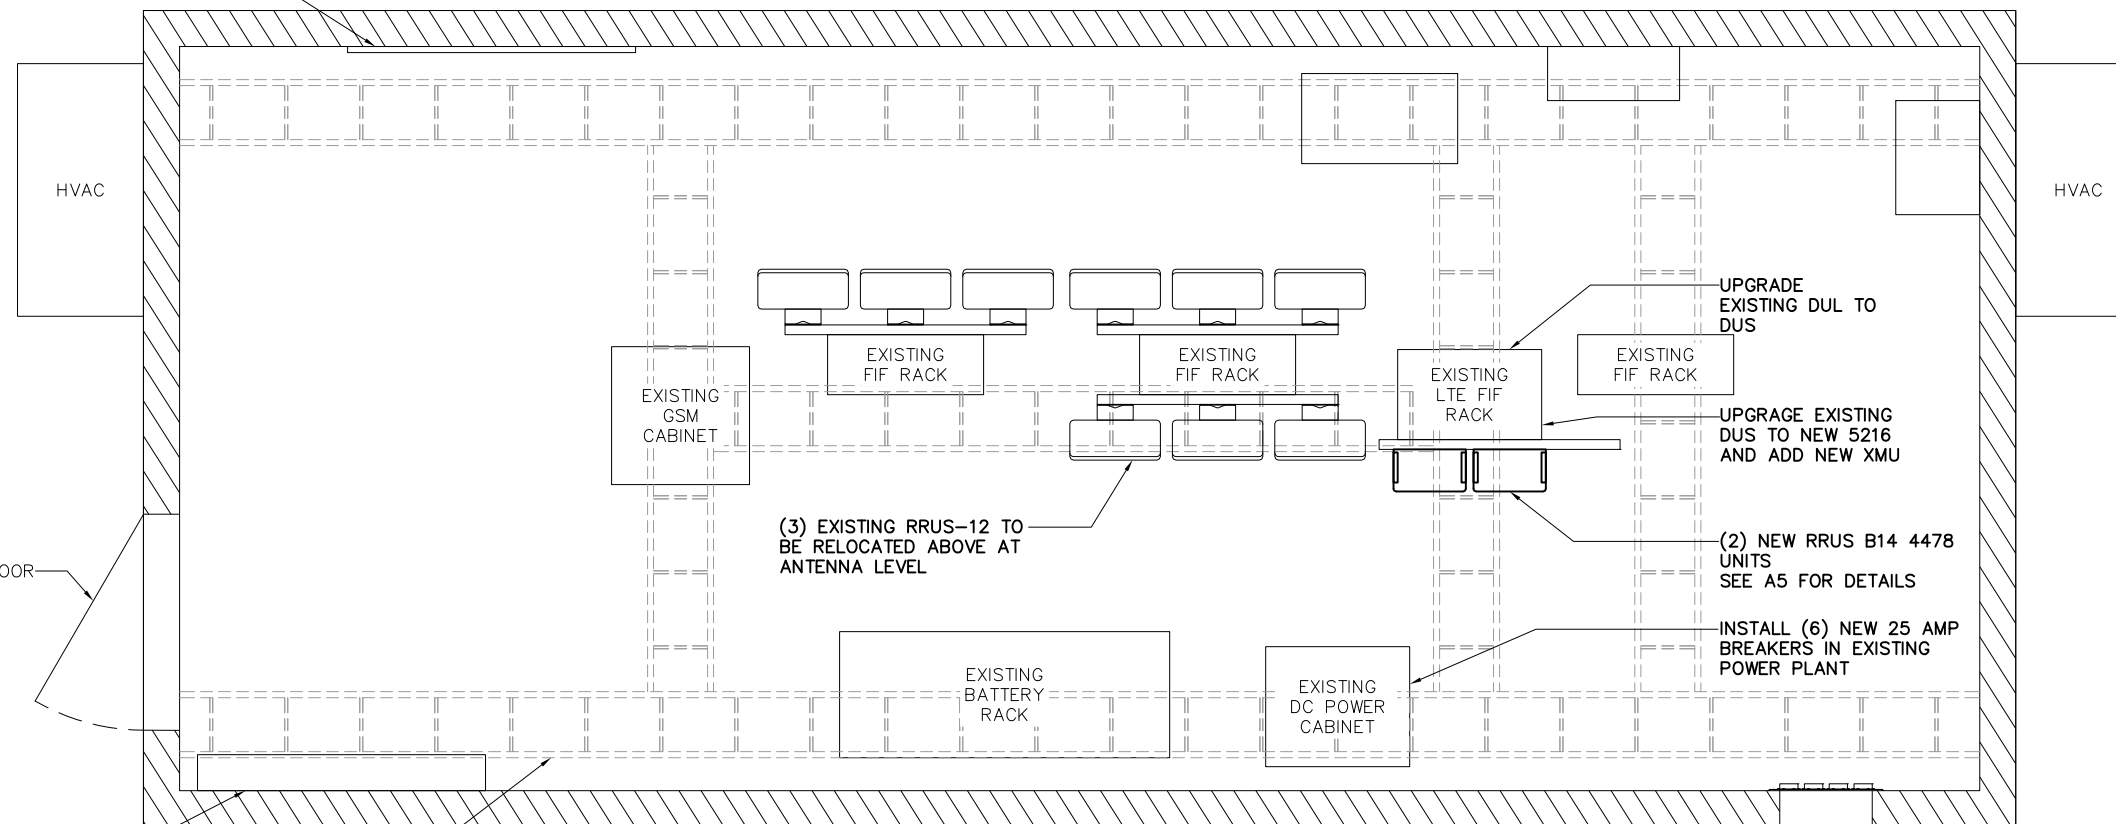 HVAC
HVAC
UPGRADE
EXISTING DUL TO
DUS
EXISTING
FIF RACK
EXISTING
FIF RACK
EXISTING
LTE FIF
RACK
EXISTING
FIF RACK
EXISTING
GSM
CABINET
UPGRAGE EXISTING
DUS TO NEW 5216
AND ADD NEW XMU
(3) EXISTING RRUS-12 TO
BE RELOCATED ABOVE AT
ANTENNA LEVEL
(2) NEW RRUS B14 4478
UNITS
SEE A5 FOR DETAILS
OOR
INSTALL (6) NEW 25 AMP
BREAKERS IN EXISTING
POWER PLANT
EXISTING
BATTERY
RACK
EXISTING
DC POWER
CABINET